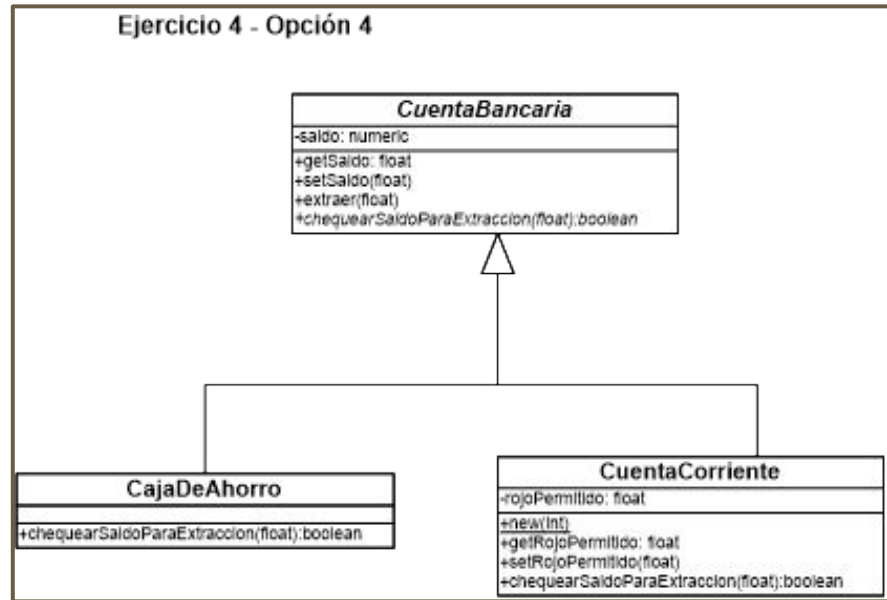 Ejercicio 4 - Opción 4
CuentaBancaria
-saldo: numeric
+getSaldo: float
+setSaldo(float)
+extraer(float)
+chequearSaldoParaExtraccion(float):boolean
CajaDeAhorro
+chequearSaldoParaExtraccion(float):boolean
CuentaCorriente
-rojoPermitido: float
+new(int)
+getRojoPermitido: float
+setRojoPermitido(float)
+chequearSaldoParaExtraccion(float):boolean